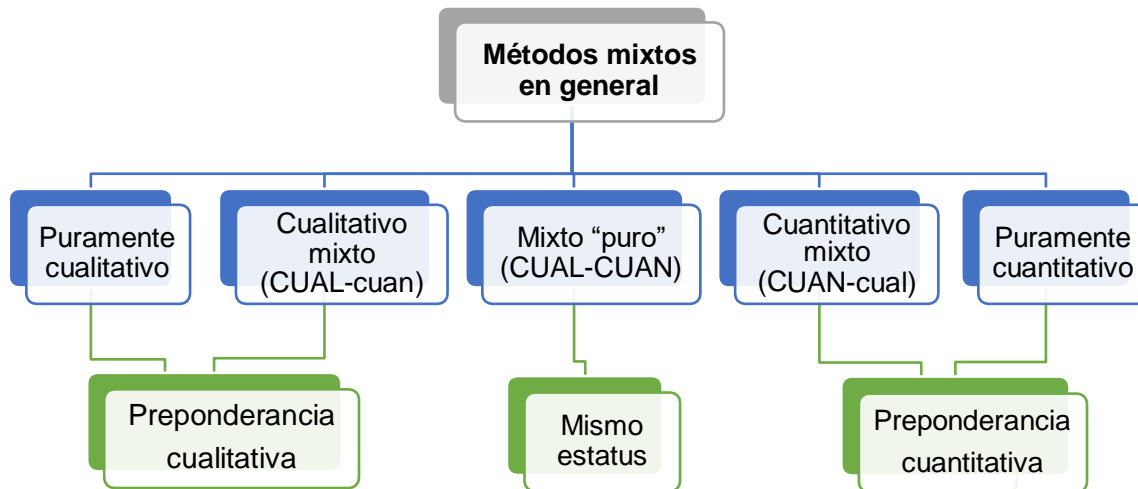 Métodos mixtos
en general
Puramente
cualitativo
Cualitativo
mixto
(CUAL-cuan)
Mixto “puro”
(CUAL-CUAN)
Cuantitativo
mixto
(CUAN-cual)
Puramente
cuantitativo
Preponderancia
cualitativa
Mismo
estatus
Preponderancia
cuantitativa